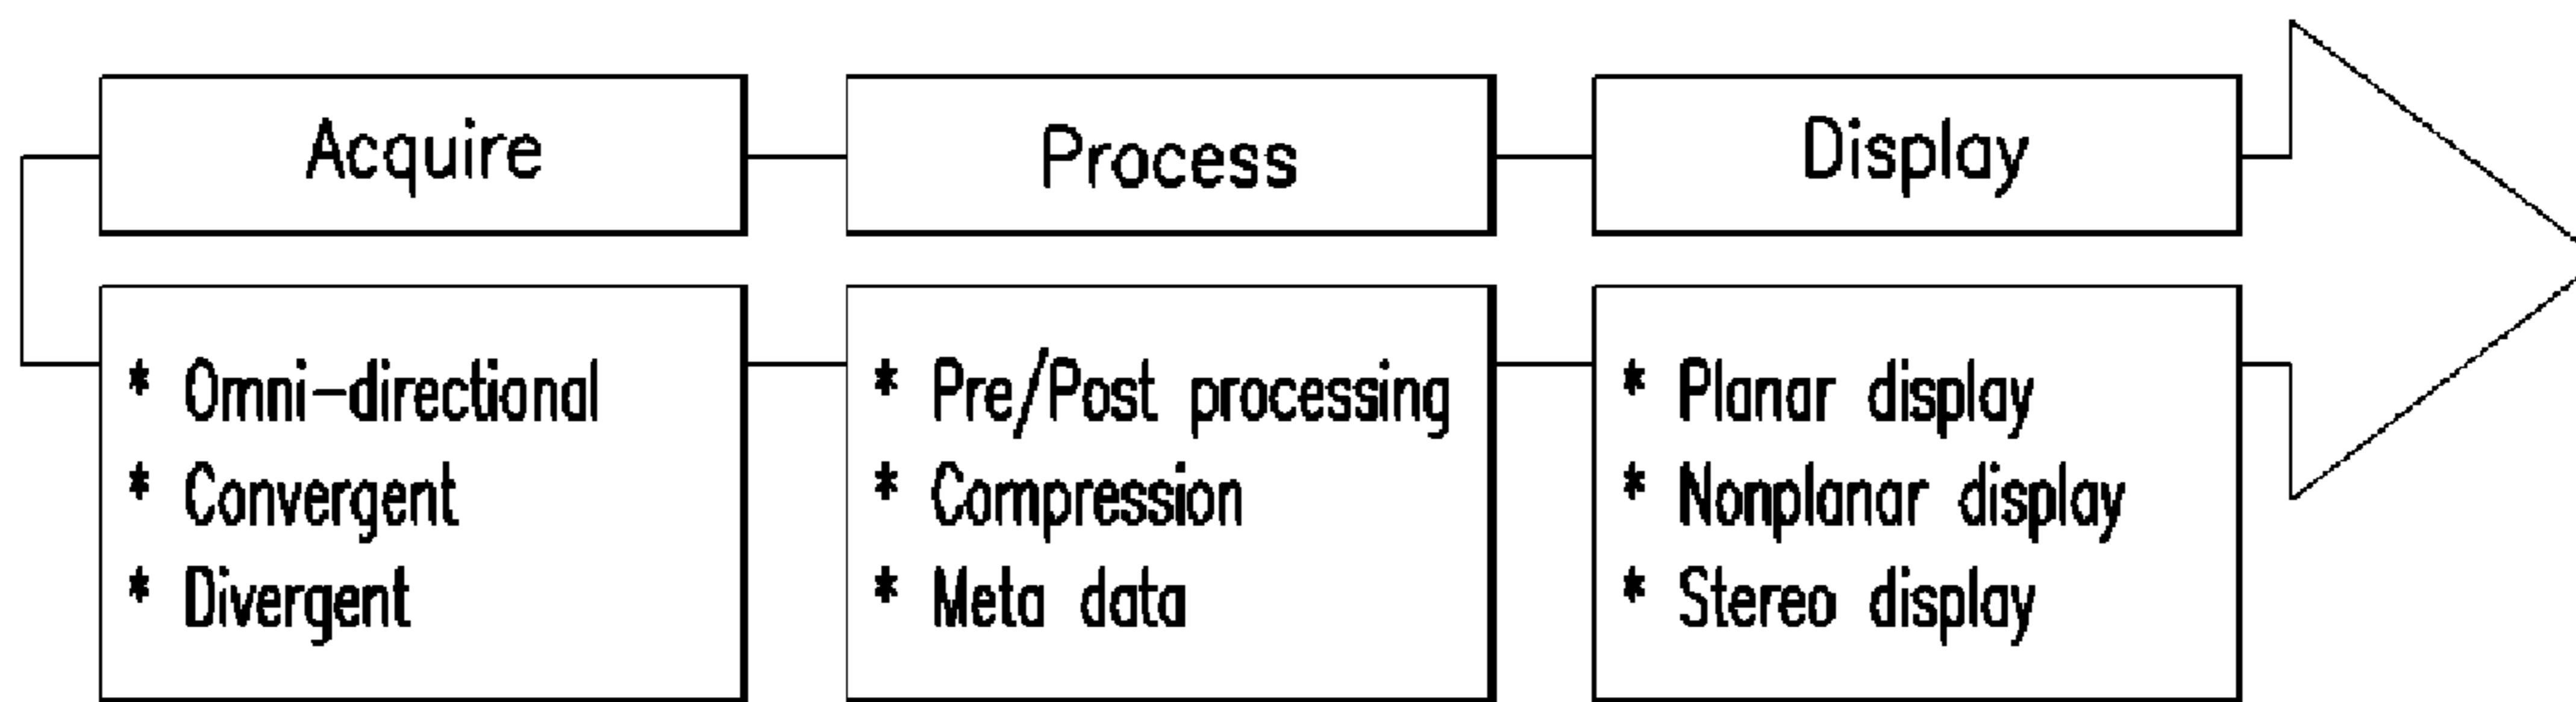 Acquire
Process
Display
* Omni-directional
* Convergent
* Divergent
* Pre/Post processing
* Compression
* Meta data
* Planar display
* Nonplanar display
* Stereo display